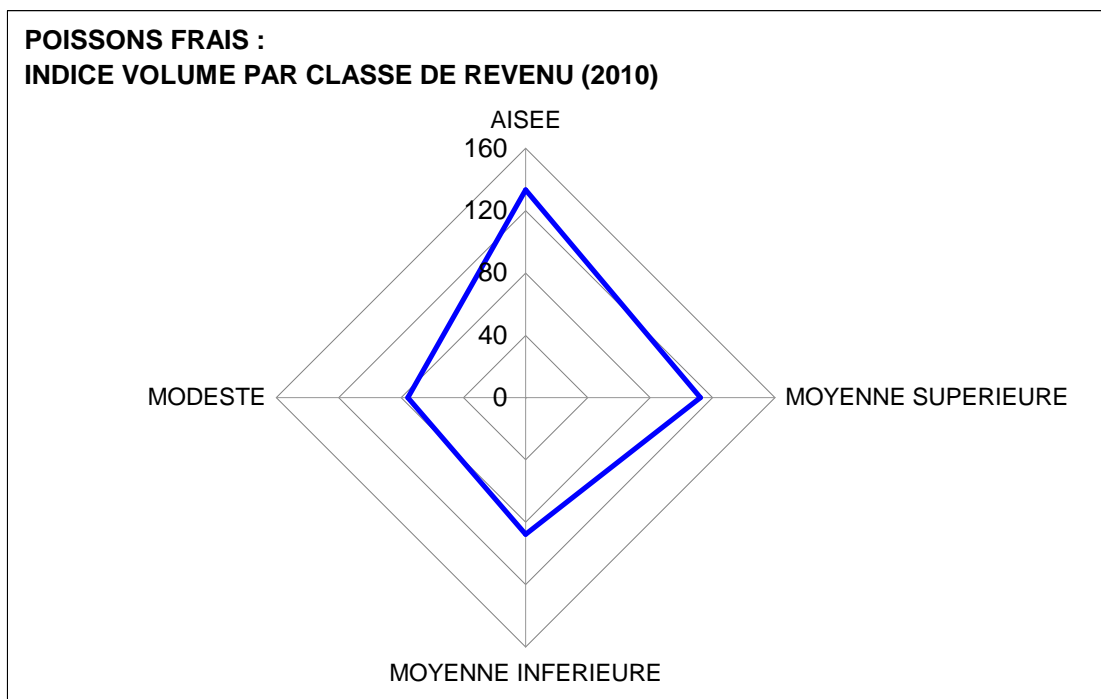 POISSONS FRAIS :
INDICE VOLUME PAR CLASSE DE REVENU (2010)
AISEE
160
120
80
40
0
MODESTE
MOYENNE SUPERIEURE
MOYENNE INFERIEURE